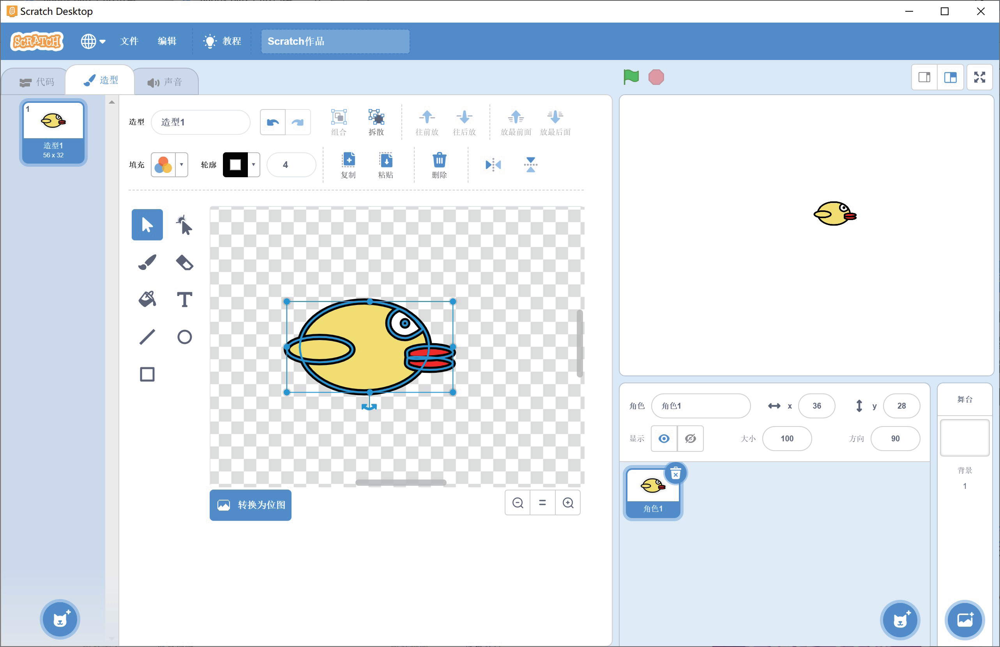 Scratch Desktop
SCRATCH
文件
编辑
教程
Scratch作品
代码
造型
声音
1
造型1
56 x 32
造型
造型1
组合
拆散
往前放
往后放
放最前面
放最后面
填充
轮廓
4
复制
粘贴
删除
T
转换为位图
角色
角色1
x
36
y
28
显示
大小
100
方向
90
角色1
舞台
背景
1